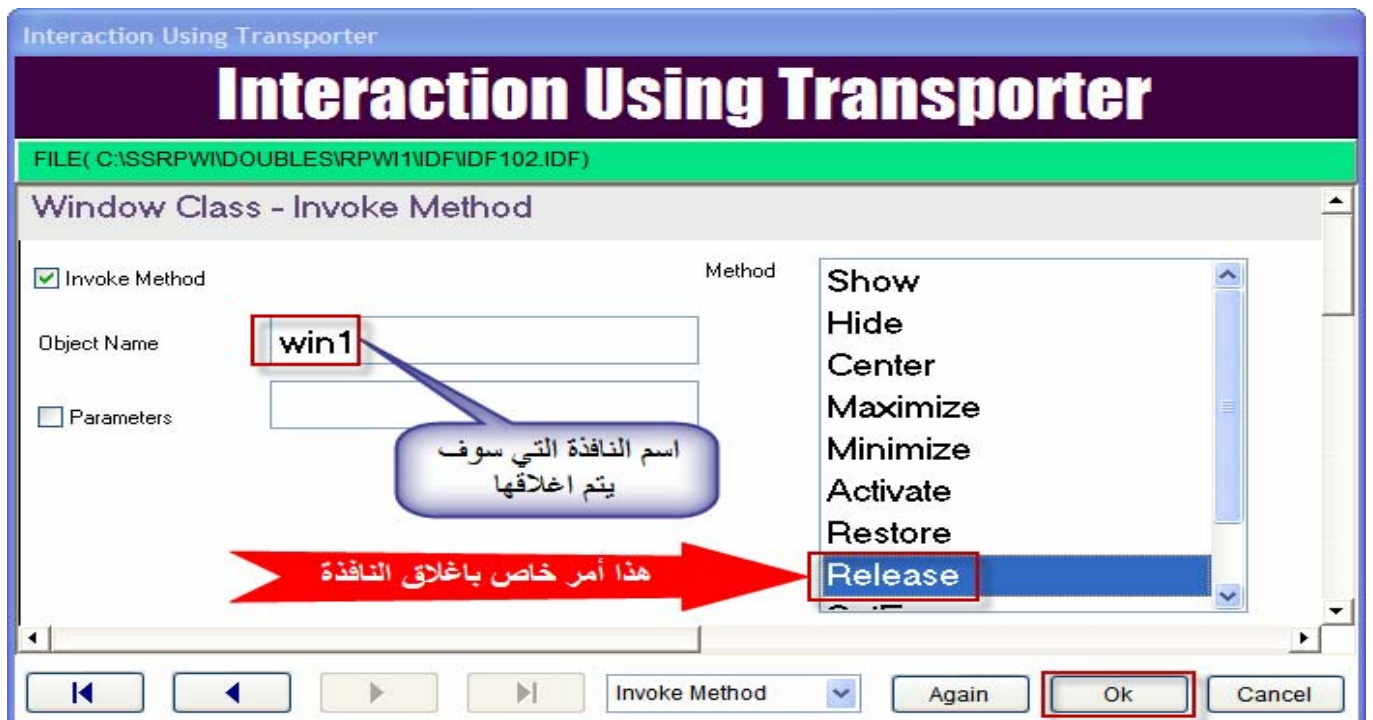 Interaction Using Transporter
Interaction Using Transporter
FILE( C:\SSRPWI\DOUBLES\RPWI1\IDF\IDF102.IDF)
Window Class - Invoke Method
Invoke Method
Method
Show
Hide
Object Name
win1
Center
Parameters
Maximize
اسم النافذة التي سوف
يتم اغلاقها
Minimize
Activate
Restore
هذا أمر خاص باغلاق النافذة
Release
Invoke Method
Again
Ok
Cancel